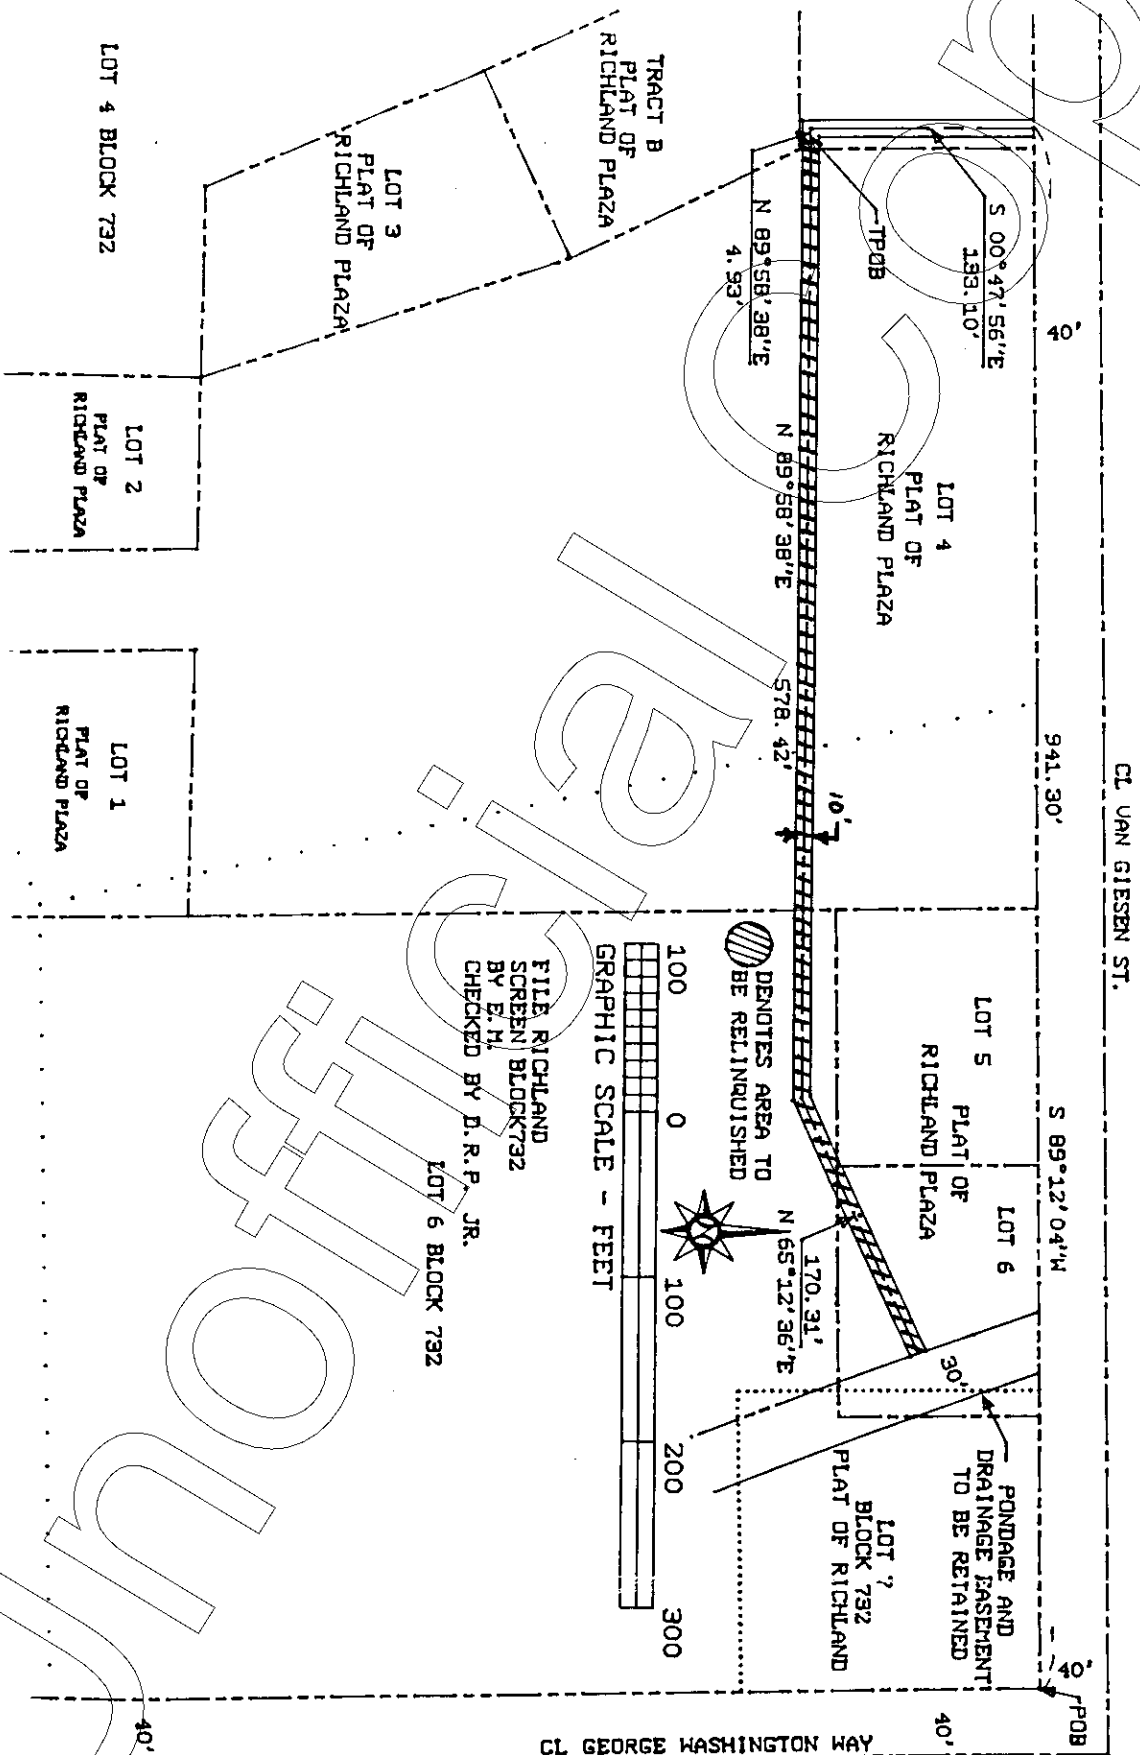 CL VAN GIESEN ST.
40'
941.30'
S 89°12'04"W
40'
POB
S 00°47'56"E
133.10'
TPOB
N 89°58'38"E
4.93'
LOT 4
PLAT OF
RICHLAND PLAZA
N 89°58'38"E
578.42'
10'
LOT 5
LOT 6
PLAT OF
RICHLAND PLAZA
170.31'
N 65°12'36"E
30'
PONDAGE AND
DRAINAGE EASEMENT
TO BE RETAINED
LOT 7
BLOCK 732
PLAT OF RICHLAND
40'
CL GEORGE WASHINGTON WAY
40'
TRACT B
PLAT OF
RICHLAND PLAZA
LOT 3
PLAT OF
RICHLAND PLAZA
LOT 4 BLOCK 732
LOT 2
PLAT OF
RICHLAND PLAZA
LOT 1
PLAT OF
RICHLAND PLAZA
DENOTES AREA TO
BE RELINQUISHED
100 0 100 200 300
GRAPHIC SCALE - FEET
FILE RICHLAND
SCREEN BLOCK732
BY E.M.
CHECKED BY D.R.P. JR.
LOT 6 BLOCK 732
Unofficial Copy